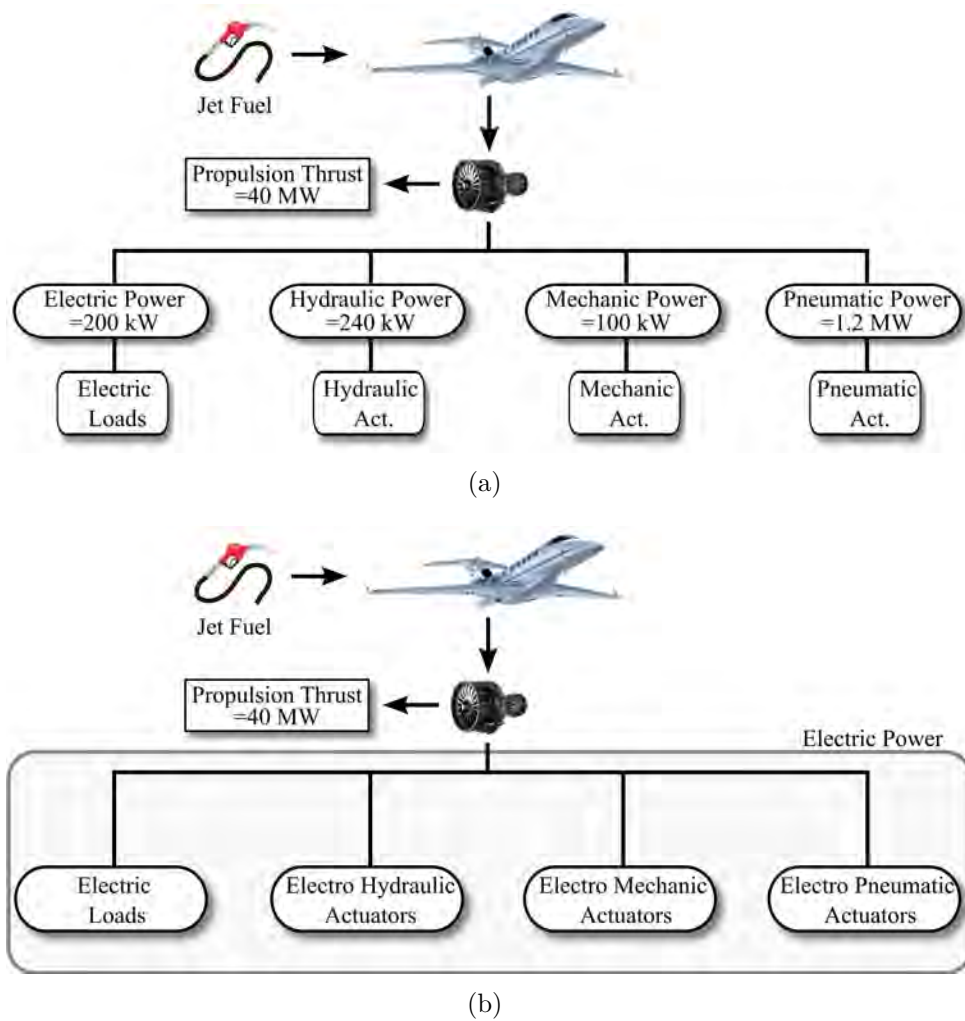 Jet Fuel
Propulsion Thrust
=40 MW
Electric Power
=200 kW
Hydraulic Power
=240 kW
Mechanic Power
=100 kW
Pneumatic Power
=1.2 MW
Electric
Loads
Hydraulic
Act.
Mechanic
Act.
Pneumatic
Act.
(a)
Jet Fuel
Propulsion Thrust
=40 MW
Electric Power
Electric
Loads
Electro Hydraulic
Actuators
Electro Mechanic
Actuators
Electro Pneumatic
Actuators
(b)